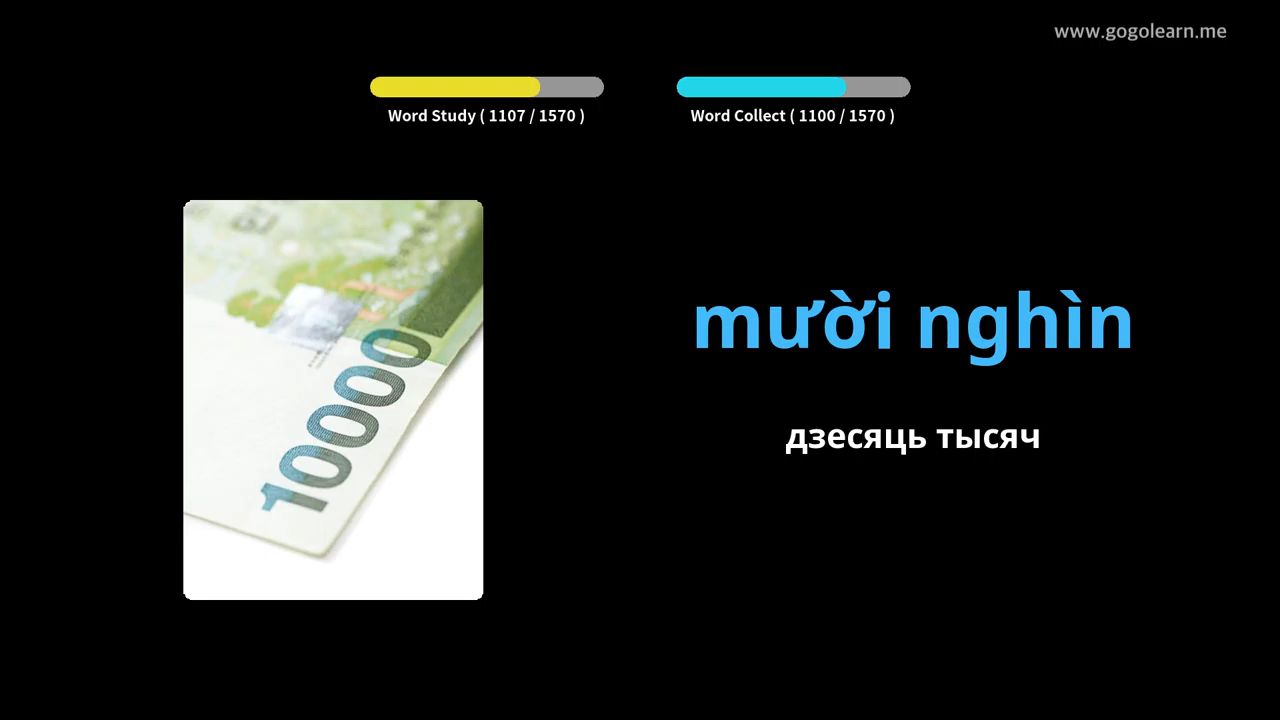 www.gogolearn.me
Word Study ( 1107 / 1570 )
Word Collect ( 1100 / 1570 )
10000
mười nghìn
дзесяць тысяч